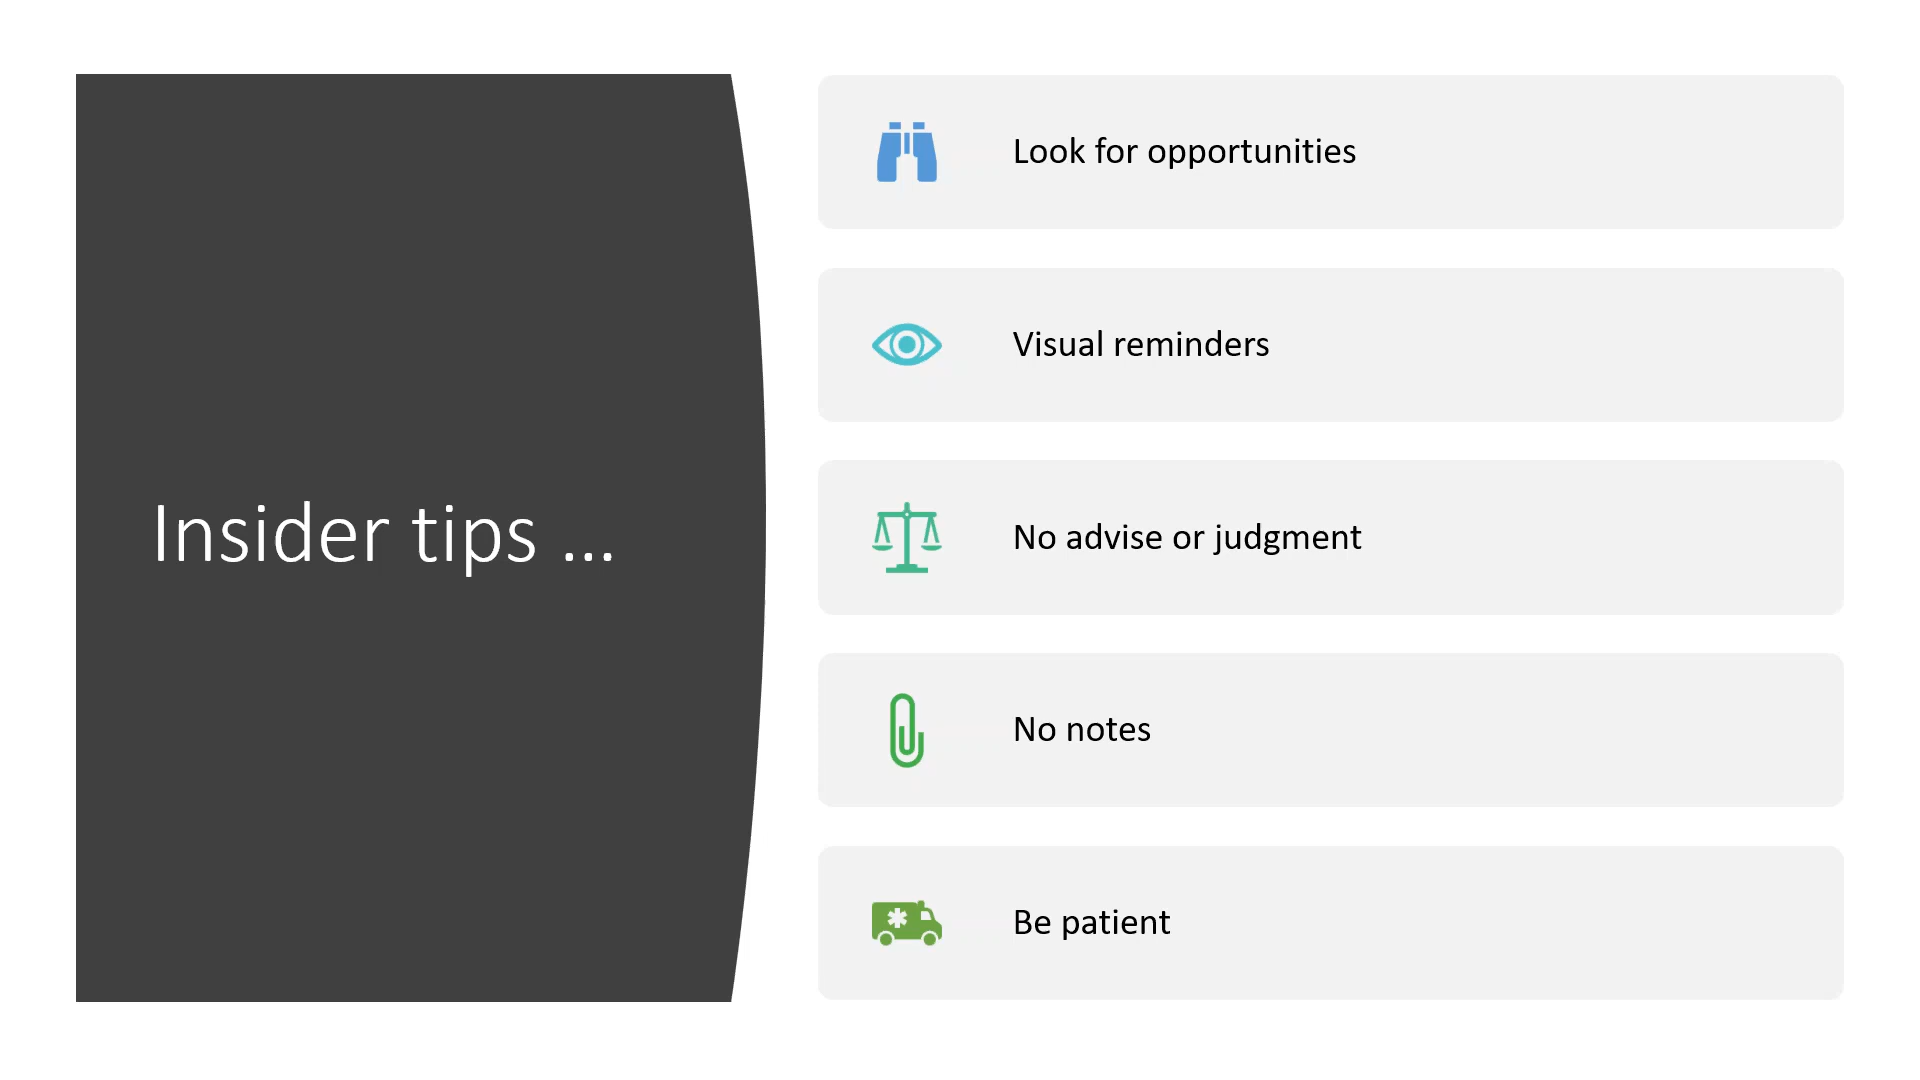 Insider tips ...
Look for opportunities
Visual reminders
No advise or judgment
No notes
Be patient